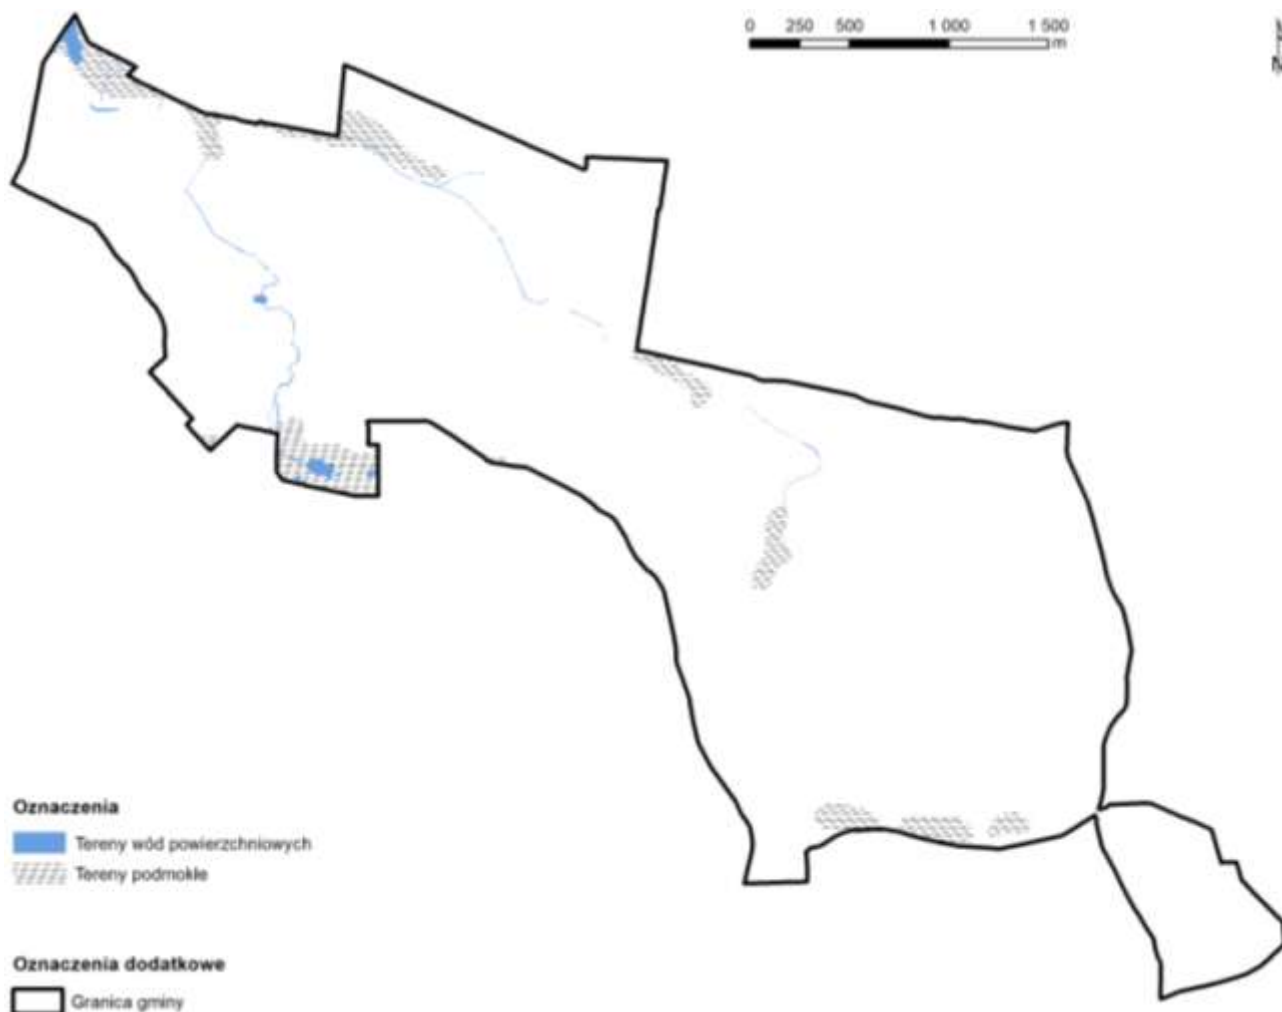 0 250 500 1 000 1 500
m
Oznaczenia
Tereny wód powierzchniowych
Tereny podmokłe
Oznaczenia dodatkowe
Granica gminy